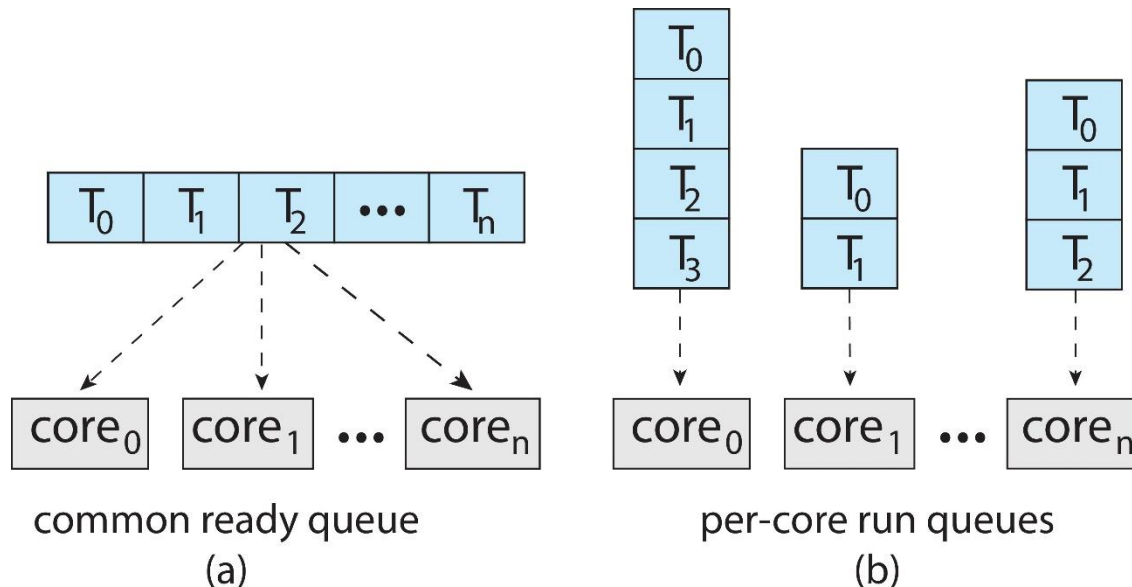 T₀ T₁ T₂ ••• Tₙ
core₀ core₁ ••• coreₙ
common ready queue
(a)
T₀
T₁
T₂
T₃
T₀
T₁
T₀
T₁
T₂
core₀ core₁ ••• coreₙ
per-core run queues
(b)